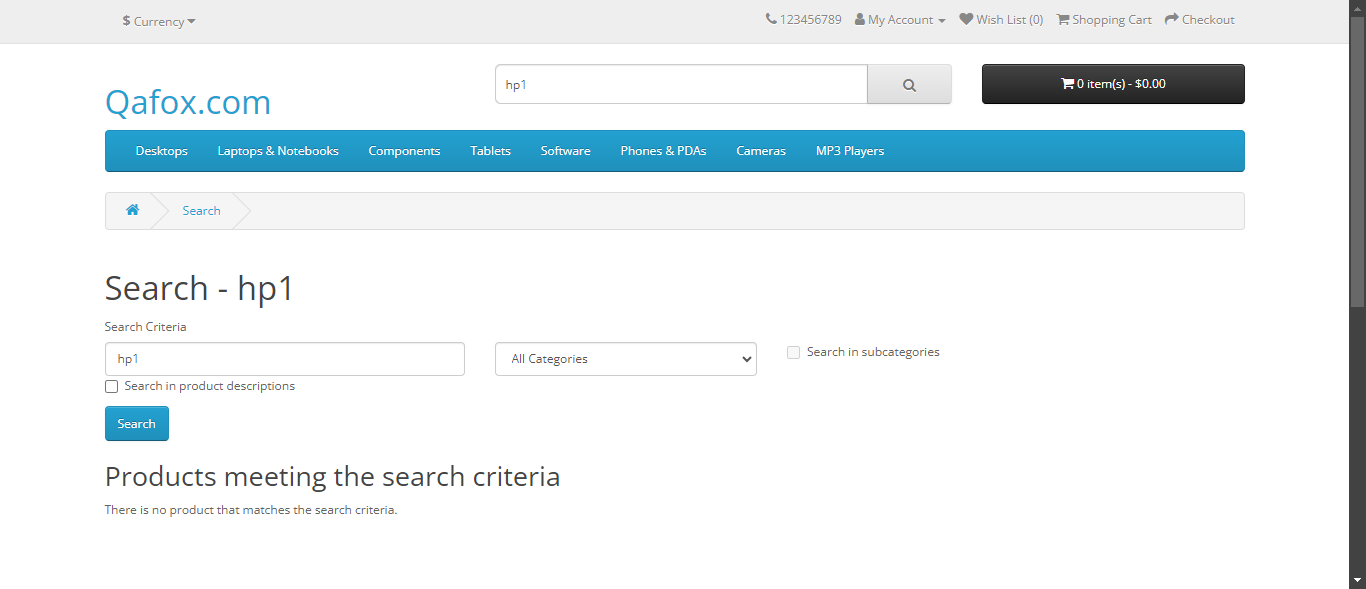 $ Currency
123456789 My Account Wish List (0) Shopping Cart Checkout
Qafox.com
hp1
0 item(s) - $0.00
Desktops Laptops & Notebooks Components Tablets Software Phones & PDAs Cameras MP3 Players
Search
Search - hp1
Search Criteria
hp1
All Categories
Search in subcategories
Search in product descriptions
Search
Products meeting the search criteria
There is no product that matches the search criteria.